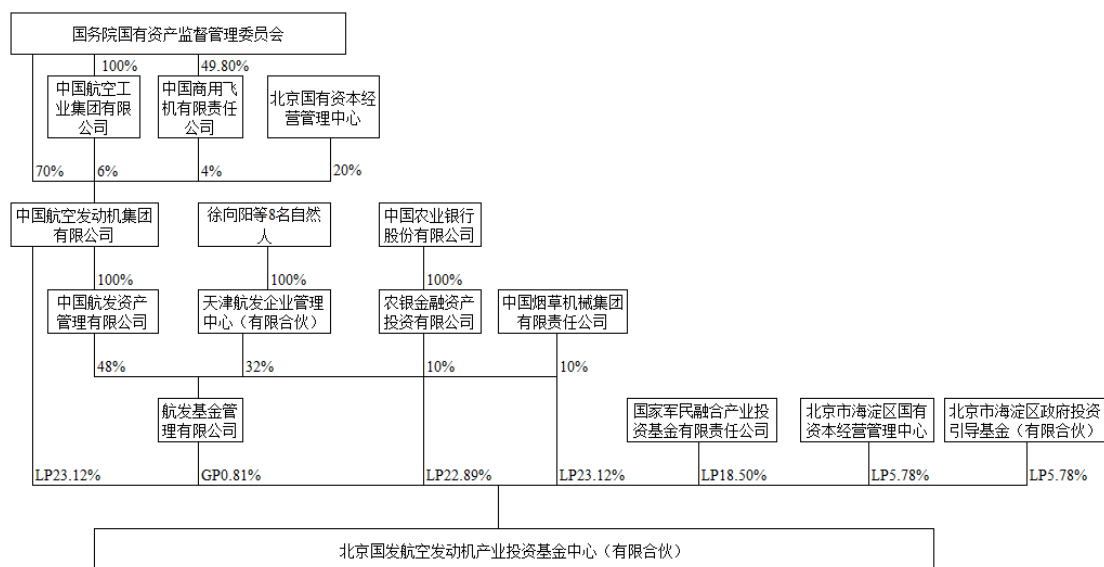 国务院国有资产监督管理委员会
100%
49.80%
中国航空工
业集团有限
公司
中国商用飞
机有限责任
公司
北京国有资本经
营管理中心
70%
6%
4%
20%
中国航空发动机集团
有限公司
徐向阳等8名自然
人
中国农业银行
股份有限公司
100%
100%
100%
中国航发资产
管理有限公司
天津航发企业管理
中心（有限合伙）
农银金融资产
投资有限公司
中国烟草机械集团
有限责任公司
48%
32%
10%
10%
航发基金管
理有限公司
国家军民融合产业投
资基金有限责任公司
北京市海淀区国有
资本经营管理中心
北京市海淀区政府投资
引导基金（有限合伙）
LP23.12%
GP0.81%
LP22.89%
LP23.12%
LP18.50%
LP5.78%
LP5.78%
北京国发航空发动机产业投资基金中心（有限合伙）